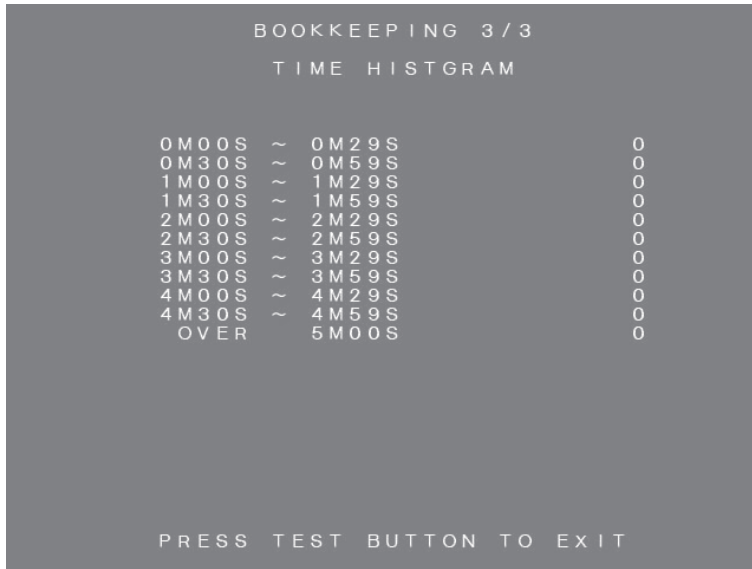 BOOKKEEPING 3/3
TIME HISTGRAM
0M00S ~ 0M29S 0
0M30S ~ 0M59S 0
1M00S ~ 1M29S 0
1M30S ~ 1M59S 0
2M00S ~ 2M29S 0
2M30S ~ 2M59S 0
3M00S ~ 3M29S 0
3M30S ~ 3M59S 0
4M00S ~ 4M29S 0
4M30S ~ 4M59S 0
OVER 5M00S 0
PRESS TEST BUTTON TO EXIT